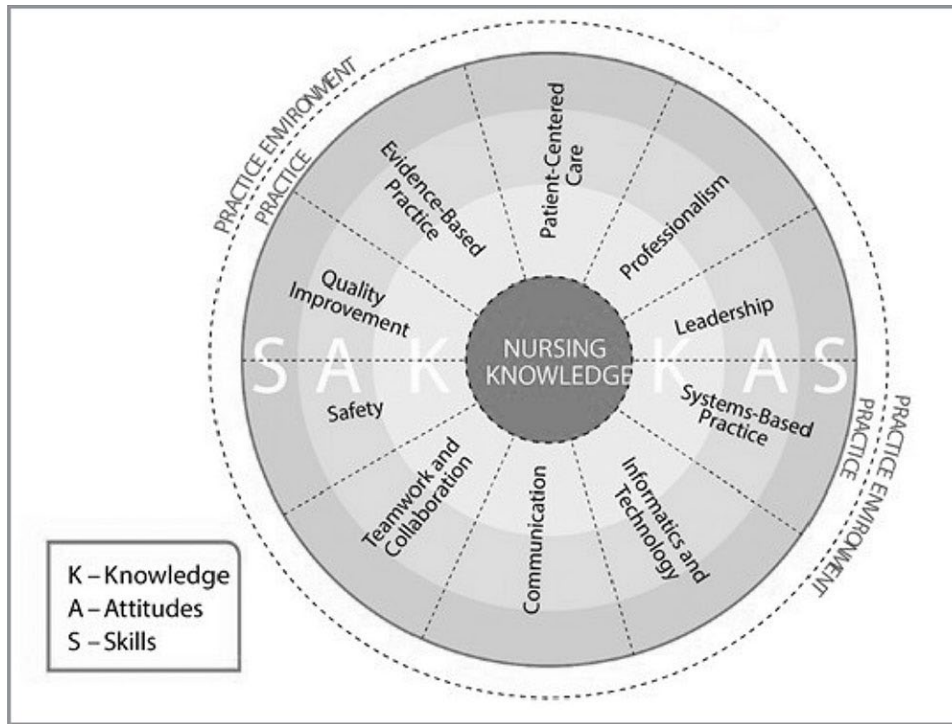 PRACTICE ENVIRONMENT
PRACTICE
Patient-Centered
Care
Professionalism
Leadership
Systems-Based
Practice
Informatics and
Technology
Communication
Teamwork and
Collaboration
Safety
Quality
Improvement
Evidence-Based
Practice
S A K
NURSING
KNOWLEDGE
K A S
PRACTICE
PRACTICE ENVIRONMENT
K – Knowledge
A – Attitudes
S – Skills